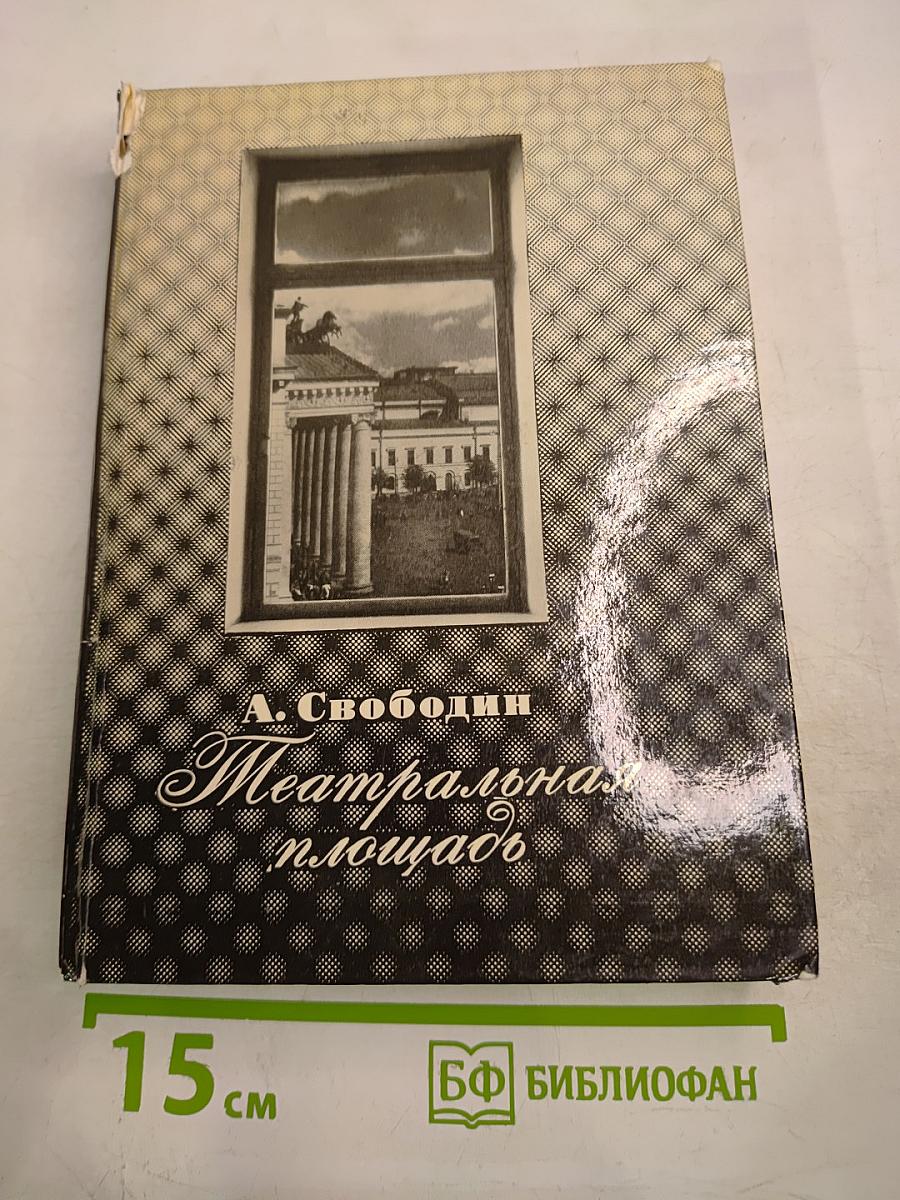 А. Свободин
Театральная
площадь
15 см
БФ БИБЛИОФАН